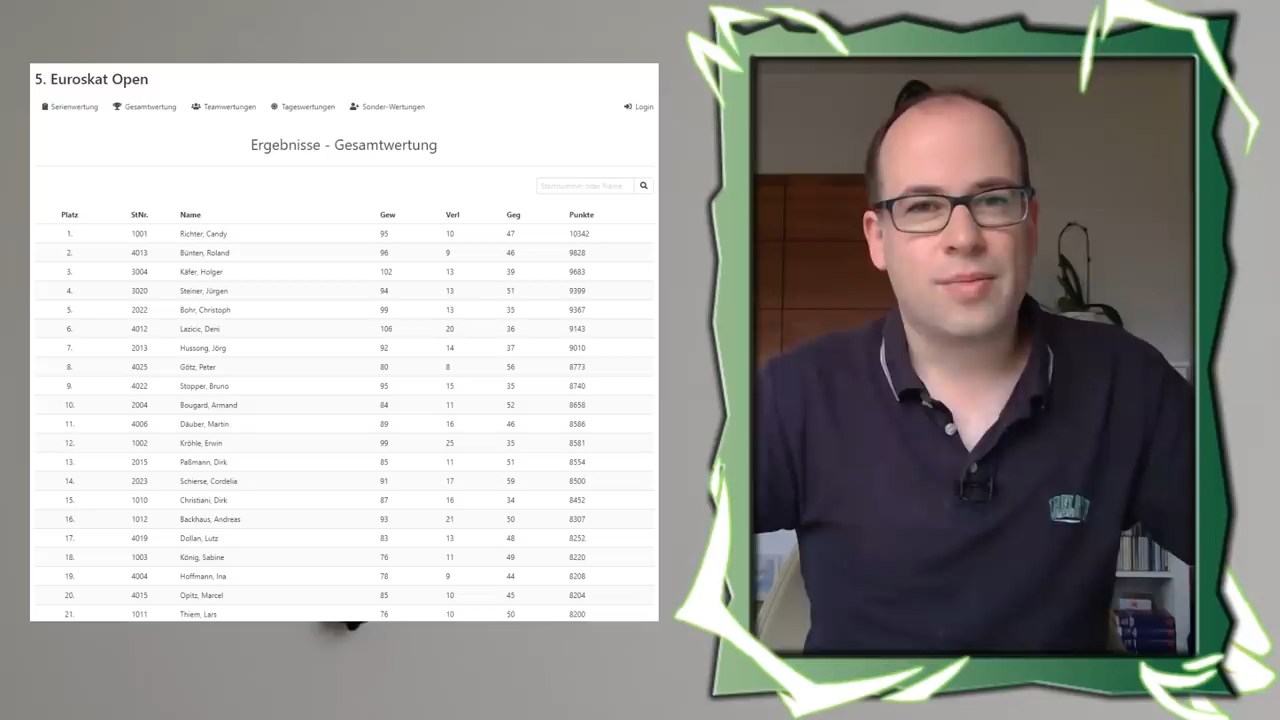 5. Euroskat Open
Serienwertung Gesamtwertung Teamwertungen Tageswertungen Sonder-Wertungen Login
Ergebnisse - Gesamtwertung
Startnummer oder Name
Platz StNr. Name Gew Verl Geg Punkte
1. 1001 Richter, Candy 95 10 47 10342
2. 4013 Bünten, Roland 96 9 46 9828
3. 3004 Käfer, Holger 102 13 39 9683
4. 3020 Steiner, Jürgen 94 13 51 9399
5. 2022 Bohr, Christoph 99 13 35 9367
6. 4012 Lazicic, Deni 106 20 36 9143
7. 2013 Hussong, Jörg 92 14 37 9010
8. 4025 Götz, Peter 80 8 56 8773
9. 4022 Stopper, Bruno 95 15 35 8740
10. 2004 Bougard, Armand 84 11 52 8658
11. 4006 Däuber, Martin 89 16 46 8586
12. 1002 Kröhle, Erwin 99 25 35 8581
13. 2015 Paßmann, Dirk 85 11 51 8554
14. 2023 Schierse, Cordelia 91 17 59 8500
15. 1010 Christiani, Dirk 87 16 34 8452
16. 1012 Backhaus, Andreas 93 21 50 8307
17. 4019 Dollan, Lutz 83 13 48 8252
18. 1003 König, Sabine 76 11 49 8220
19. 4004 Hoffmann, Ina 78 9 44 8208
20. 4015 Opitz, Marcel 85 10 45 8204
21. 1011 Thiem, Lars 76 10 50 8200